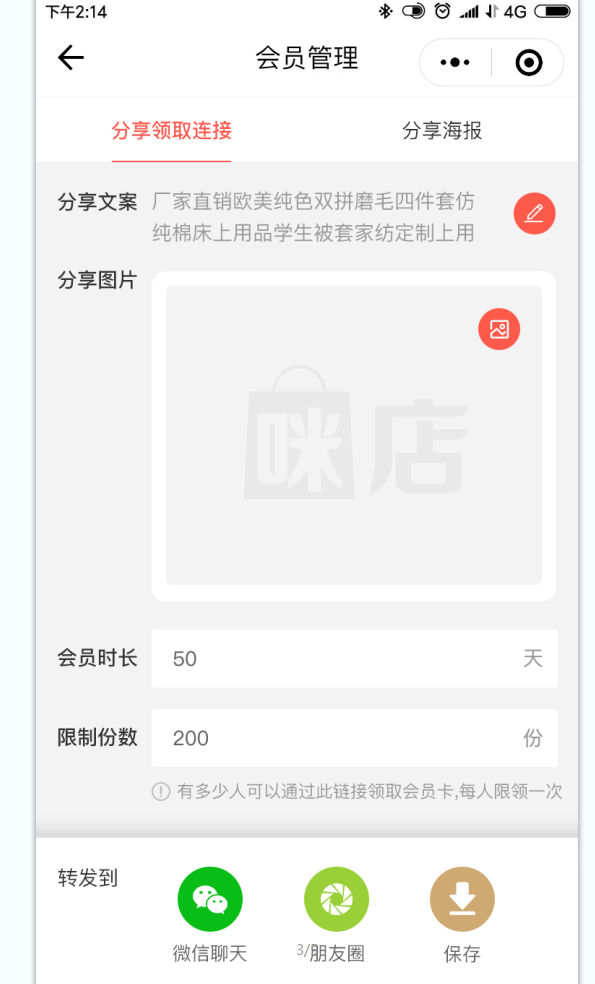 下午2:14
4G
会员管理
分享领取连接
分享海报
分享文案
厂家直销欧美纯色双拼磨毛四件套仿
纯棉床上用品学生被套家纺定制上用
分享图片
咪店
会员时长
50
天
限制份数
200
份
有多少人可以通过此链接领取会员卡,每人限领一次
转发到
微信聊天
3/朋友圈
保存